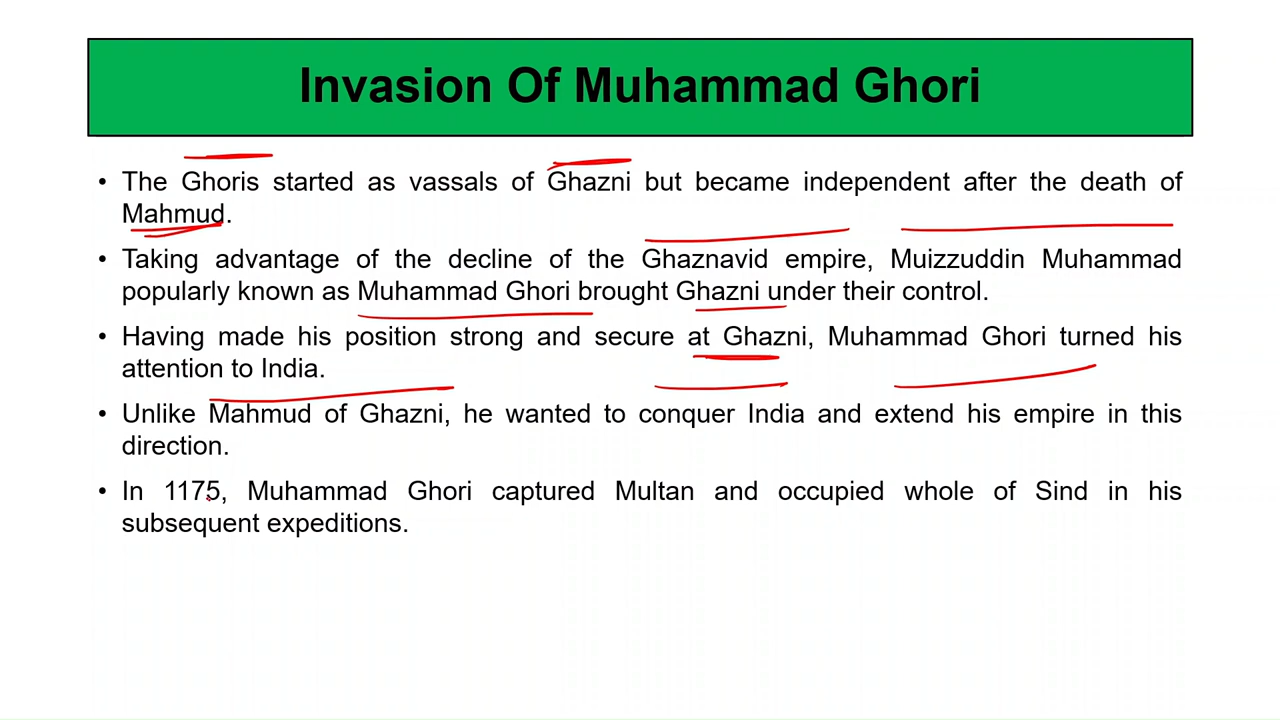 Invasion Of Muhammad Ghori
• The Ghoris started as vassals of Ghazni but became independent after the death of
Mahmud.
• Taking advantage of the decline of the Ghaznavid empire, Muizzuddin Muhammad
popularly known as Muhammad Ghori brought Ghazni under their control.
• Having made his position strong and secure at Ghazni, Muhammad Ghori turned his
attention to India.
• Unlike Mahmud of Ghazni, he wanted to conquer India and extend his empire in this
direction.
• In 1175, Muhammad Ghori captured Multan and occupied whole of Sind in his
subsequent expeditions.